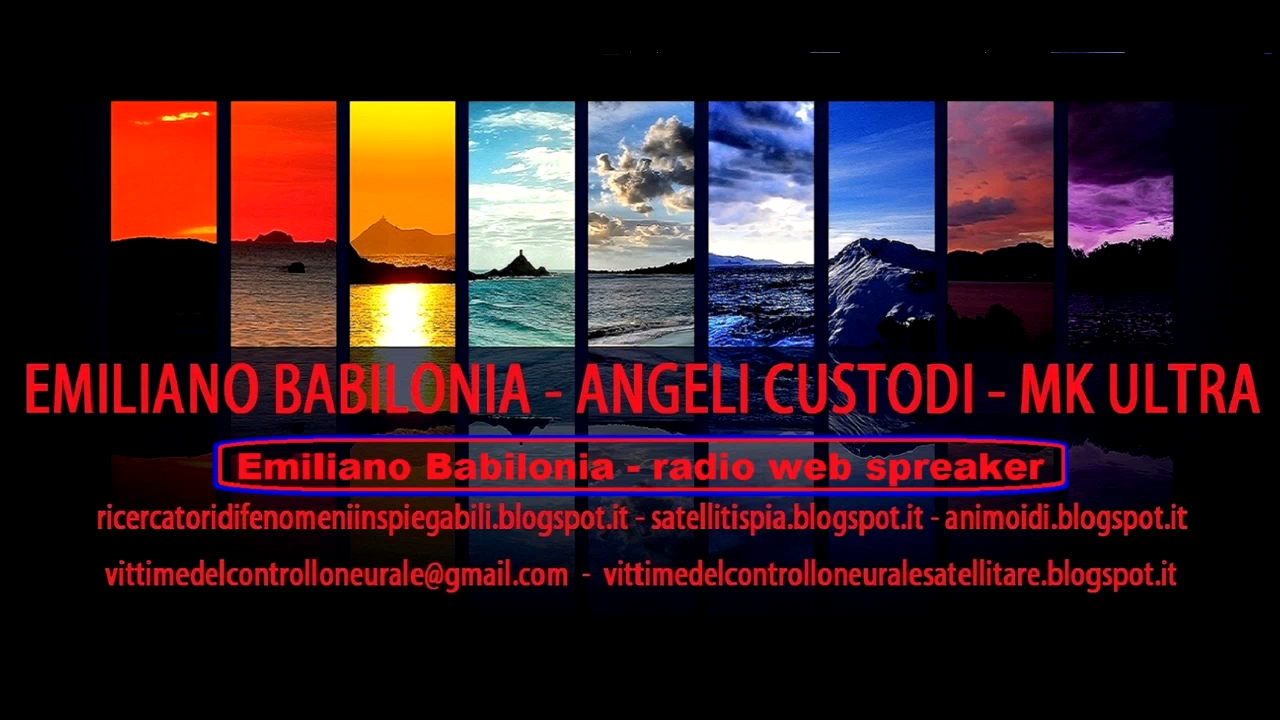 EMILIANO BABILONIA - ANGELI CUSTODI - MK ULTRA
Emiliano Babilonia - radio web spreaker
ricercatoridifenomeniinspiegabili.blogspot.it - satellitispia.blogspot.it - animoidi.blogspot.it
vittimedelcontrolloneurale@gmail.com - vittimedelcontrolloneuralesatellitare.blogspot.it